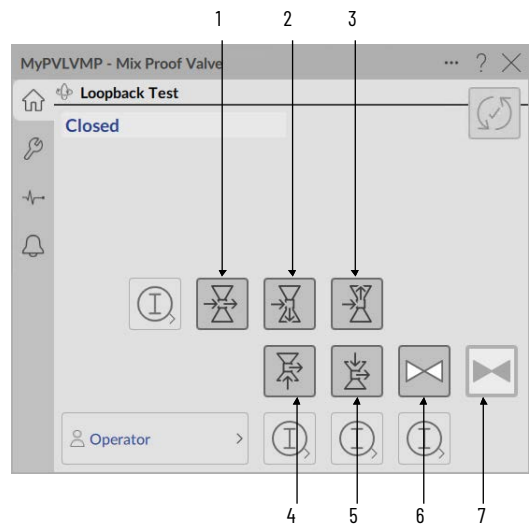 1 2 3
MyPVLVMP - Mix Proof Valve ... ? X
Loopback Test
Closed
Operator >
4 5 6 7